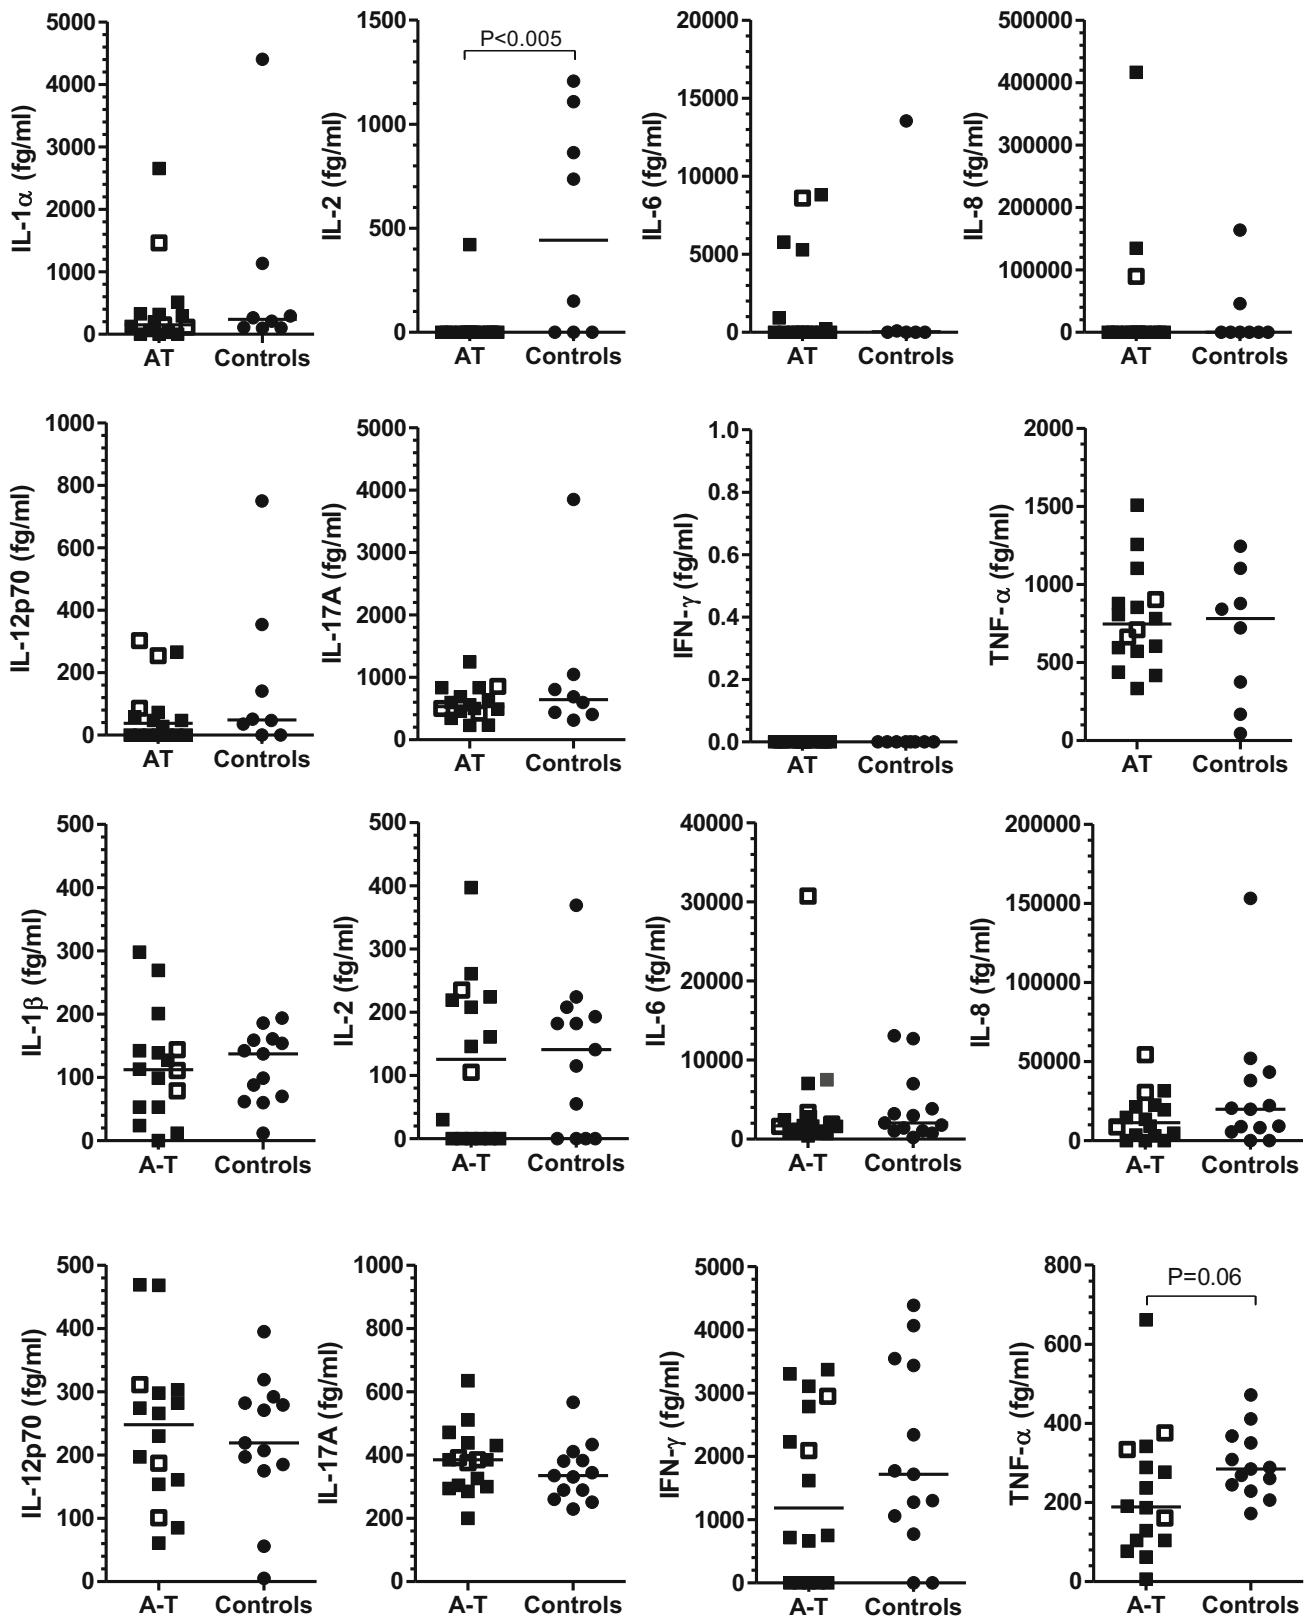 IL-1α (fg/ml)
5000
4000
3000
2000
1000
0
AT Controls
IL-2 (fg/ml)
1500
1000
500
0
P<0.005
AT Controls
IL-6 (fg/ml)
20000
15000
10000
5000
0
AT Controls
IL-8 (fg/ml)
500000
400000
300000
200000
100000
0
AT Controls
IL-12p70 (fg/ml)
1000
800
600
400
200
0
AT Controls
IL-17A (fg/ml)
5000
4000
3000
2000
1000
0
AT Controls
IFN-γ (fg/ml)
1.0
0.8
0.6
0.4
0.2
0.0
AT Controls
TNF-α (fg/ml)
2000
1500
1000
500
0
AT Controls
IL-1β (fg/ml)
500
400
300
200
100
0
A-T Controls
IL-2 (fg/ml)
500
400
300
200
100
0
A-T Controls
IL-6 (fg/ml)
40000
30000
20000
10000
0
A-T Controls
IL-8 (fg/ml)
200000
150000
100000
50000
0
A-T Controls
IL-12p70 (fg/ml)
500
400
300
200
100
0
A-T Controls
IL-17A (fg/ml)
1000
800
600
400
200
0
A-T Controls
IFN-γ (fg/ml)
5000
4000
3000
2000
1000
0
A-T Controls
TNF-α (fg/ml)
800
600
400
200
0
P=0.06
A-T Controls